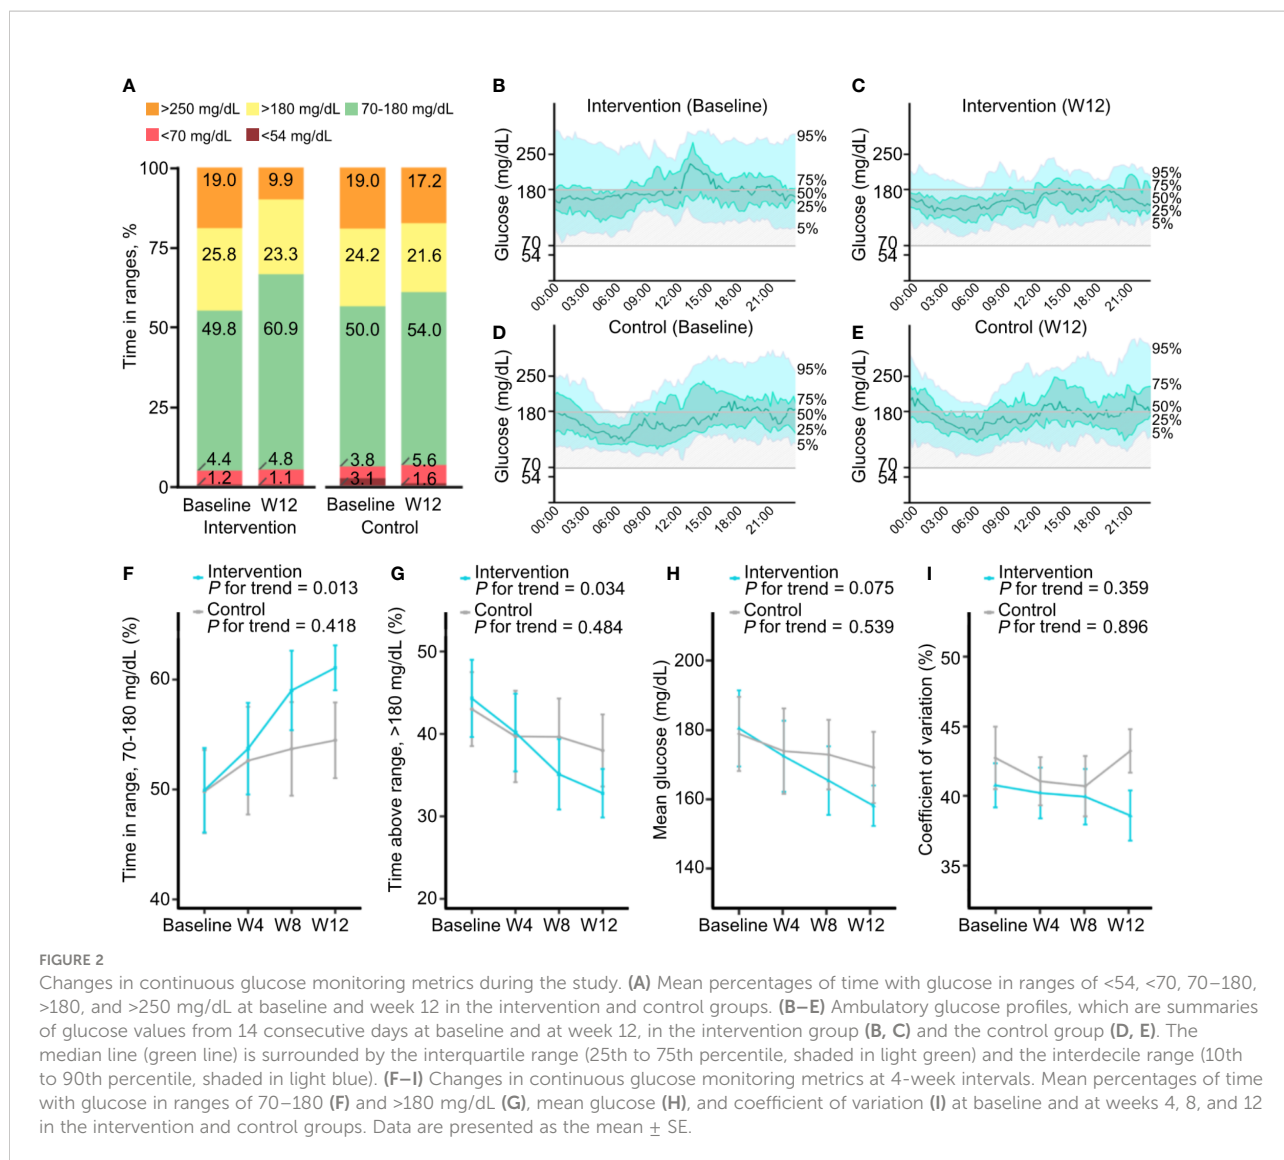 A
>250 mg/dL >180 mg/dL 70-180 mg/dL
<70 mg/dL <54 mg/dL
Time in ranges, %
100
75
50
25
0
19.0 9.9 19.0 17.2
25.8 23.3 24.2 21.6
49.8 60.9 50.0 54.0
4.4 4.8 3.8 5.6
1.2 1.1 3.1 1.6
Baseline W12 Baseline W12
Intervention Control
B
Intervention (Baseline)
Glucose (mg/dL)
250
180
70
54
95%
75%
50%
25%
5%
00:00 03:00 06:00 09:00 12:00 15:00 18:00 21:00
C
Intervention (W12)
Glucose (mg/dL)
250
180
70
54
95%
75%
50%
25%
5%
00:00 03:00 06:00 09:00 12:00 15:00 18:00 21:00
D
Control (Baseline)
Glucose (mg/dL)
250
180
70
54
95%
75%
50%
25%
5%
00:00 03:00 06:00 09:00 12:00 15:00 18:00 21:00
E
Control (W12)
Glucose (mg/dL)
250
180
70
54
95%
75%
50%
25%
5%
00:00 03:00 06:00 09:00 12:00 15:00 18:00 21:00
F
Intervention
P for trend = 0.013
Control
P for trend = 0.418
Time in range, 70-180 mg/dL (%)
60
50
40
Baseline W4 W8 W12
G
Intervention
P for trend = 0.034
Control
P for trend = 0.484
Time above range, >180 mg/dL (%)
50
40
30
20
Baseline W4 W8 W12
H
Intervention
P for trend = 0.075
Control
P for trend = 0.539
Mean glucose (mg/dL)
200
180
160
140
Baseline W4 W8 W12
I
Intervention
P for trend = 0.359
Control
P for trend = 0.896
Coefficient of variation (%)
50
45
40
35
Baseline W4 W8 W12
FIGURE 2
Changes in continuous glucose monitoring metrics during the study. (A) Mean percentages of time with glucose in ranges of <54, <70, 70–180,
>180, and >250 mg/dL at baseline and week 12 in the intervention and control groups. (B–E) Ambulatory glucose profiles, which are summaries
of glucose values from 14 consecutive days at baseline and at week 12, in the intervention group (B, C) and the control group (D, E). The
median line (green line) is surrounded by the interquartile range (25th to 75th percentile, shaded in light green) and the interdecile range (10th
to 90th percentile, shaded in light blue). (F–I) Changes in continuous glucose monitoring metrics at 4-week intervals. Mean percentages of time
with glucose in ranges of 70–180 (F) and >180 mg/dL (G), mean glucose (H), and coefficient of variation (I) at baseline and at weeks 4, 8, and 12
in the intervention and control groups. Data are presented as the mean ± SE.